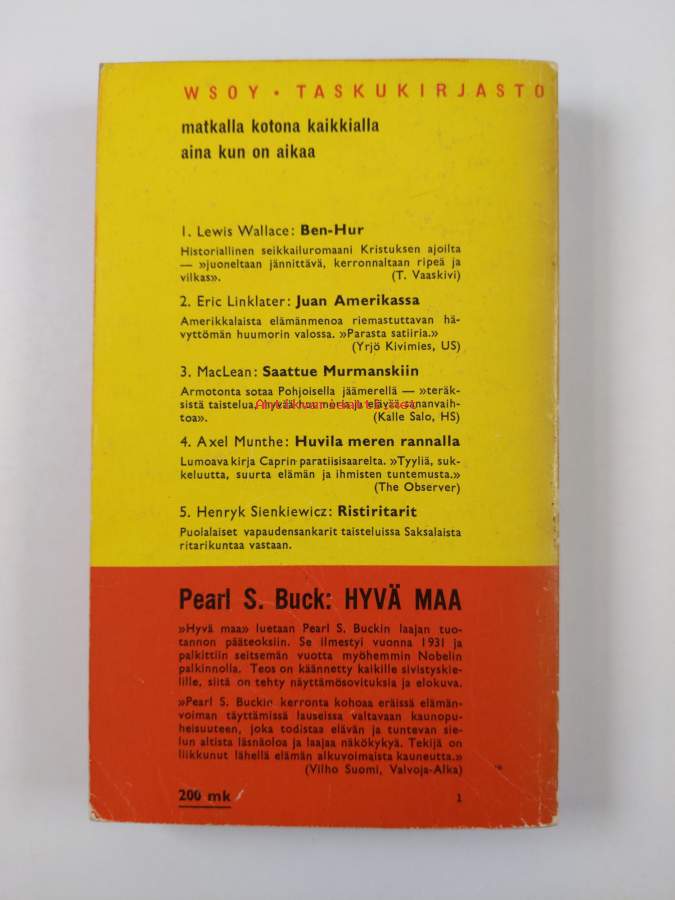 WSOY • TASKUKIRJASTO
matkalla kotona kaikkialla
aina kun on aikaa
1. Lewis Wallace: Ben-Hur
Historiallinen seikkailuromaani Kristuksen ajoilta
— »juoneltaan jännittävä, kerronnaltaan ripeä ja
vilkas». (T. Vaaskivi)
2. Eric Linklater: Juan Amerikassa
Amerikkalaista elämänmenoa riemastuttavan hä-
vyttömän huumorin valossa. »Parasta satiiria.»
(Yrjö Kivimies, US)
3. MacLean: Saattue Murmanskiin
Armotonta sotaa Pohjoisella jäämerellä — »teräk-
sistä taistelua, hyvää huumoria ja elävää sananvaih-
toa». (Kalle Salo, HS)
4. Axel Munthe: Huvila meren rannalla
Lumoava kirja Caprin paratiisisaarelta. »Tyyliä, suk-
keluutta, suurta elämän ja ihmisten tuntemusta.»
(The Observer)
5. Henryk Sienkiewicz: Ristiritarit
Puolalaiset vapaudensankarit taisteluissa Saksalaista
ritarikuntaa vastaan.
Pearl S. Buck: HYVÄ MAA
»Hyvä maa» luetaan Pearl S. Buckin laajan tuo-
tannon pääteoksiin. Se ilmestyi vuonna 1931 ja
palkittiin seitsemän vuotta myöhemmin Nobelin
palkinnolla. Teos on käännetty kaikille sivistyskie-
lille, siitä on tehty näyttämösovituksia ja elokuva.
»Pearl S. Buckin kerronta kohoaa eräissä elämän-
voiman täyttämissä lauseissa valtavaan kaunopu-
heisuuteen, joka todistaa elävän ja tuntevan sie-
lun altista läsnäoloa ja laajaa näkökykyä. Tekijä on
liikkunut lähellä elämän alkuvoimaista kauneutta.»
(Vilho Suomi, Valvoja-Aika)
200 mk 1